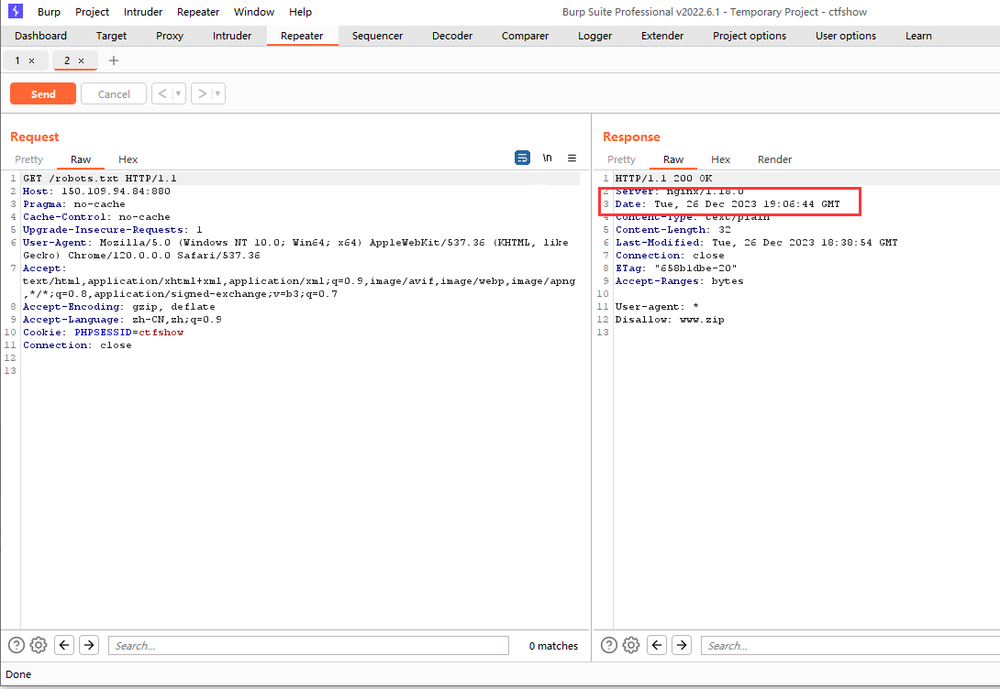 Burp Project Intruder Repeater Window Help Burp Suite Professional v2022.6.1 - Temporary Project - ctfshow
Dashboard Target Proxy Intruder Repeater Sequencer Decoder Comparer Logger Extender Project options User options Learn
1 × 2 × +
Send Cancel < ▼ > ▼
Request
Pretty Raw Hex \n
1 GET /robots.txt HTTP/1.1
2 Host: 150.109.94.84:880
3 Pragma: no-cache
4 Cache-Control: no-cache
5 Upgrade-Insecure-Requests: 1
6 User-Agent: Mozilla/5.0 (Windows NT 10.0; Win64; x64) AppleWebKit/537.36 (KHTML, like
Gecko) Chrome/120.0.0.0 Safari/537.36
7 Accept:
text/html,application/xhtml+xml,application/xml;q=0.9,image/avif,image/webp,image/apng
,*/*;q=0.8,application/signed-exchange;v=b3;q=0.7
8 Accept-Encoding: gzip, deflate
9 Accept-Language: zh-CN,zh;q=0.9
10 Cookie: PHPSESSID=ctfshow
11 Connection: close
12
13
Search... 0 matches
Response
Pretty Raw Hex Render
1 HTTP/1.1 200 OK
2 Server: nginx/1.18.0
3 Date: Tue, 26 Dec 2023 19:06:44 GMT
4 Content-Type: text/plain
5 Content-Length: 32
6 Last-Modified: Tue, 26 Dec 2023 18:38:54 GMT
7 Connection: close
8 ETag: "658b1dbe-20"
9 Accept-Ranges: bytes
10
11 User-agent: *
12 Disallow: www.zip
13
Search...
Done